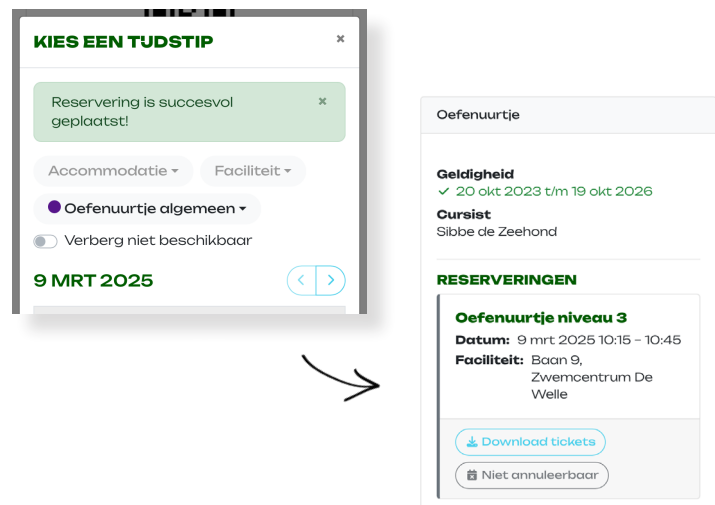 KIES EEN TIJDSTIP
Reservering is succesvol
geplaatst!
Accommodatie
Faciliteit
Oefenuurtje algemeen
Verberg niet beschikbaar
9 MRT 2025
Oefenuurtje
Geldigheid
20 okt 2023 t/m 19 okt 2026
Cursist
Sibbe de Zeehond
RESERVERINGEN
Oefenuurtje niveau 3
Datum: 9 mrt 2025 10:15 – 10:45
Faciliteit: Baan 9,
Zwemcentrum De
Welle
Download tickets
Niet annuleerbaar